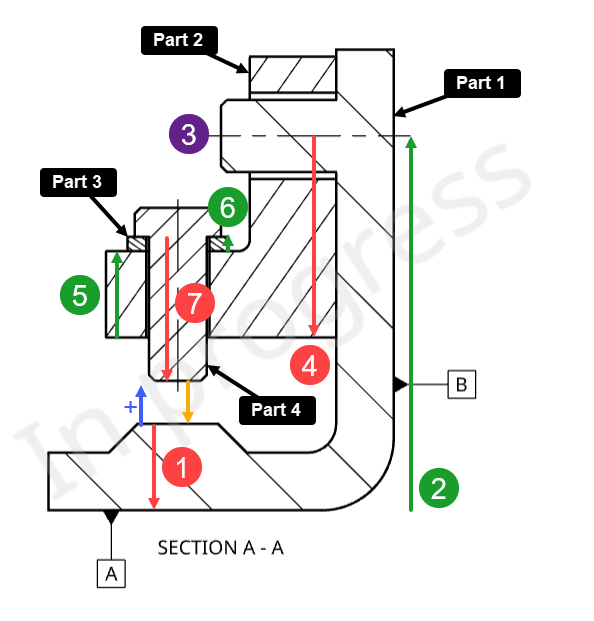 Part 2
Part 1
3
Part 3
6
5
7
4
B
Part 4
+
1
2
SECTION A - A
A
In progress